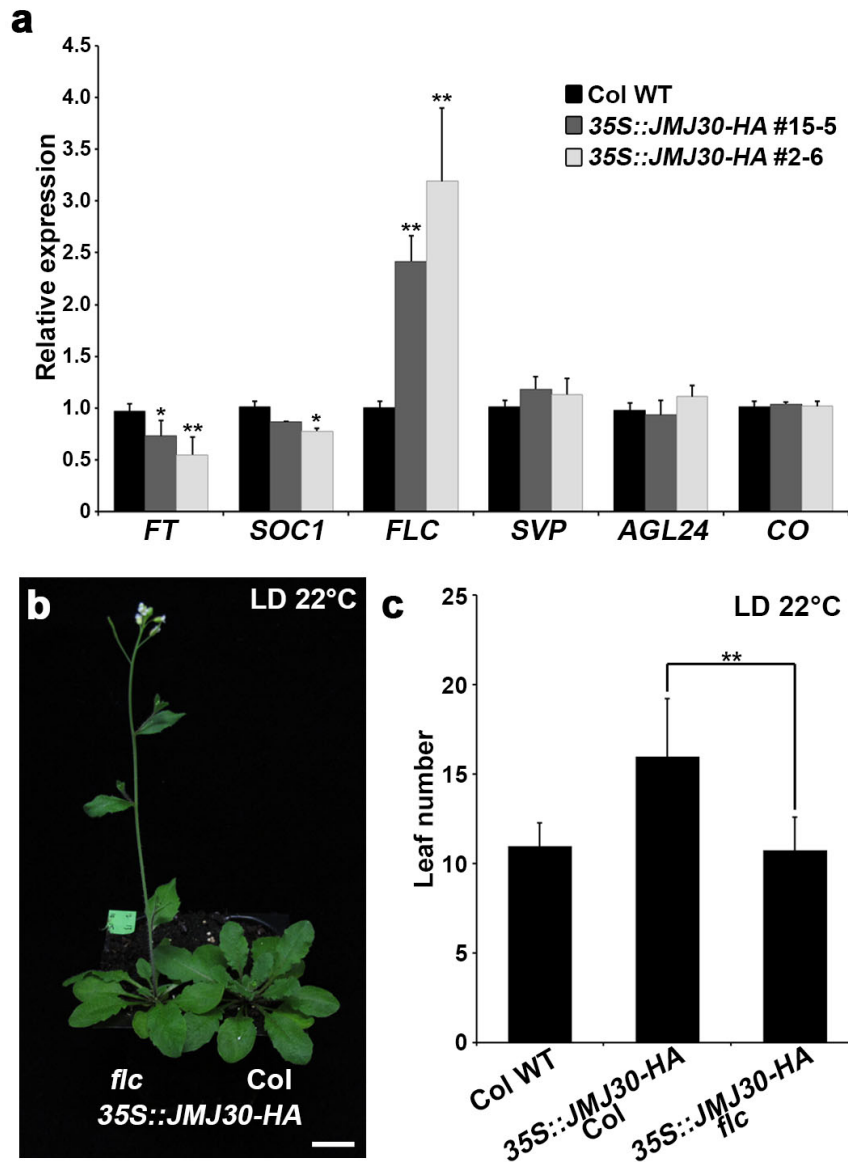 a
Relative expression
4.5
4.0
3.5
3.0
2.5
2.0
1.5
1.0
0.5
0
Col WT
35S::JMJ30-HA #15-5
35S::JMJ30-HA #2-6
*
**
*
**
**
FT SOC1 FLC SVP AGL24 CO
b
LD 22°C
flc Col
35S::JMJ30-HA
c
LD 22°C
Leaf number
25
20
15
10
5
0
**
Col WT
35S::JMJ30-HA
Col
35S::JMJ30-HA
flc